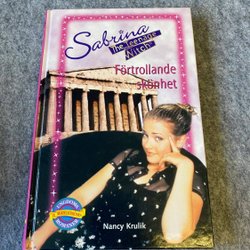 Sabrina
The Teenage
Witch
Förtrollande
skönhet
Nancy Krulik